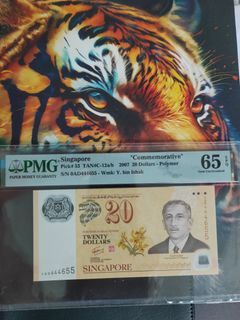 PMG
PAPER MONEY GUARANTY
Singapore "Commemorative"
Pick# 53 TAN#C-12a/b 2007 20 Dollars - Polymer
S/N 0AD444655 - Wmk: Y. bin Ishak
65 EPQ
Gem Uncirculated
20
TWENTY
DOLLARS
SINGAPORE
0AD444655